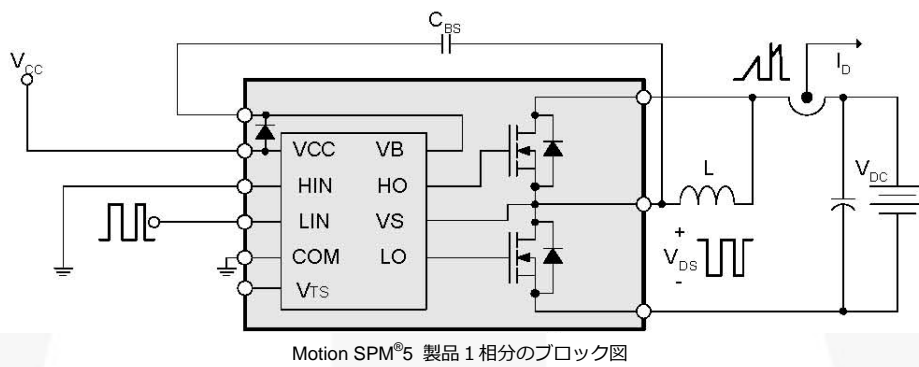 C_BS
V_CC
I_D
VCC VB
HIN HO
LIN VS
COM LO
V_TS
L
V_DC
+
V_DS
-
Motion SPM®5 製品1相分のブロック図